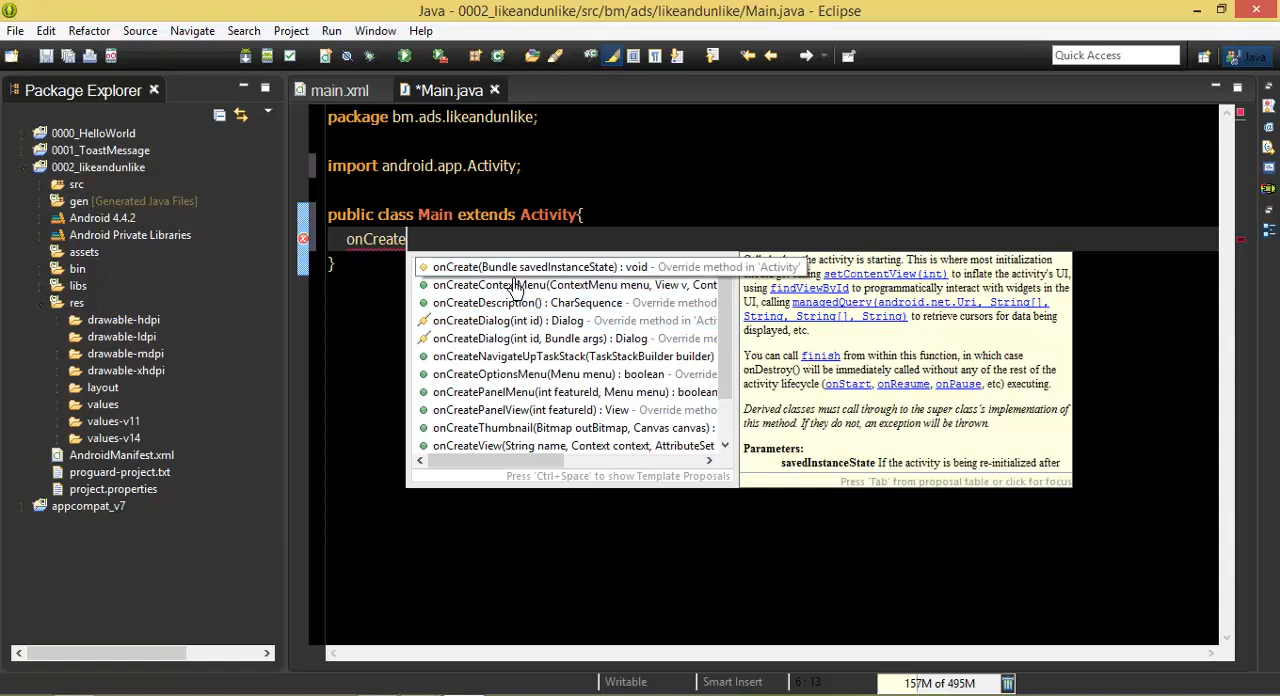 Java - 0002_likeandunlike/src/bm/ads/likeandunlike/Main.java - Eclipse
File Edit Refactor Source Navigate Search Project Run Window Help
Quick Access
Java
Package Explorer
main.xml
*Main.java
0000_HelloWorld
0001_ToastMessage
0002_likeandunlike
src
gen [Generated Java Files]
Android 4.4.2
Android Private Libraries
assets
bin
libs
res
drawable-hdpi
drawable-ldpi
drawable-mdpi
drawable-xhdpi
layout
values
values-v11
values-v14
AndroidManifest.xml
proguard-project.txt
project.properties
appcompat_v7
package bm.ads.likeandunlike;
import android.app.Activity;
public class Main extends Activity{
onCreate
}
onCreate(Bundle savedInstanceState) : void - Override method in 'Activity'
onCreateContextMenu(ContextMenu menu, View v, Cont
onCreateDescription() : CharSequence - Override method
onCreateDialog(int id) : Dialog - Override method in 'Acti
onCreateDialog(int id, Bundle args) : Dialog - Override me
onCreateNavigateUpTaskStack(TaskStackBuilder builder)
onCreateOptionsMenu(Menu menu) : boolean - Override
onCreatePanelMenu(int featureId, Menu menu) : boolean
onCreatePanelView(int featureId) : View - Override metho
onCreateThumbnail(Bitmap outBitmap, Canvas canvas) :
onCreateView(String name, Context context, AttributeSet
Press 'Ctrl+Space' to show Template Proposals
the activity is starting. This is where most initialization
setContentView(int) to inflate the activity's UI,
using findViewById to programmatically interact with widgets in the
UI, calling managedQuery(android.net.Uri, String[],
String, String[], String) to retrieve cursors for data being
displayed, etc.
You can call finish from within this function, in which case
onDestroy() will be immediately called without any of the rest of the
activity lifecycle (onStart, onResume, onPause, etc) executing.
Derived classes must call through to the super class's implementation of
this method. If they do not, an exception will be thrown.
Parameters:
savedInstanceState If the activity is being re-initialized after
Press 'Tab' from proposal table or click for focus
Writable
Smart Insert
6 : 13
157M of 495M